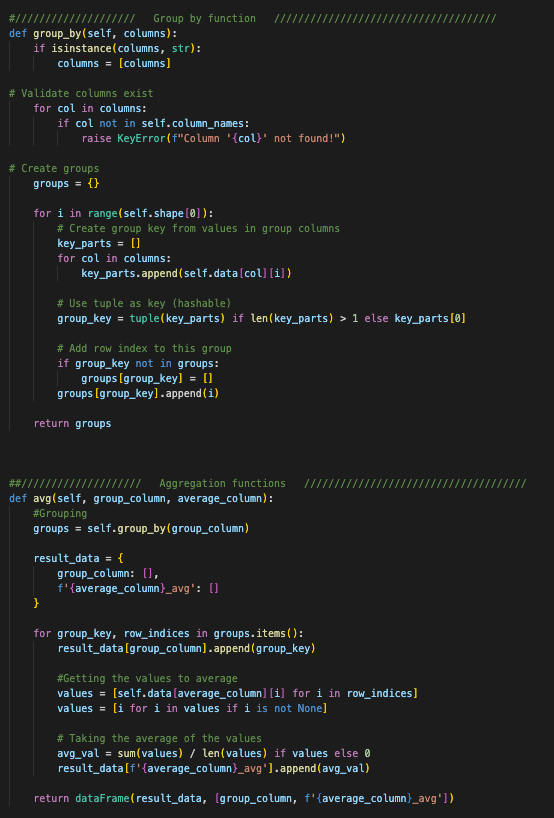 #////////////////////   Group by function   /////////////////////////////////////
def group_by(self, columns):
    if isinstance(columns, str):
        columns = [columns]
# Validate columns exist
    for col in columns:
        if col not in self.column_names:
            raise KeyError(f"Column '{col}' not found!")
# Create groups
    groups = {}
    for i in range(self.shape[0]):
        # Create group key from values in group columns
        key_parts = []
        for col in columns:
            key_parts.append(self.data[col][i])
        # Use tuple as key (hashable)
        group_key = tuple(key_parts) if len(key_parts) > 1 else key_parts[0]
        # Add row index to this group
        if group_key not in groups:
            groups[group_key] = []
        groups[group_key].append(i)
    return groups
##////////////////////   Aggregation functions   /////////////////////////////////////
def avg(self, group_column, average_column):
    #Grouping
    groups = self.group_by(group_column)
    result_data = {
        group_column: [],
        f'{average_column}_avg': []
    }
    for group_key, row_indices in groups.items():
        result_data[group_column].append(group_key)
        #Getting the values to average
        values = [self.data[average_column][i] for i in row_indices]
        values = [i for i in values if i is not None]
        # Taking the average of the values
        avg_val = sum(values) / len(values) if values else 0
        result_data[f'{average_column}_avg'].append(avg_val)
    return dataFrame(result_data, [group_column, f'{average_column}_avg'])